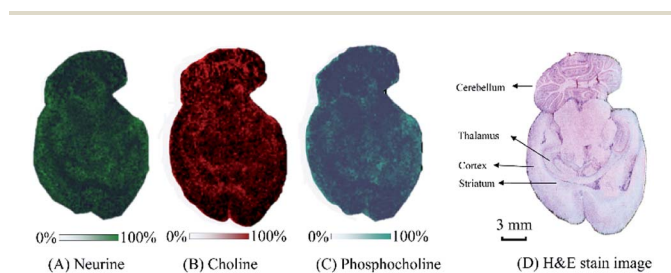 Cerebellum
Thalamus
Cortex
Striatum
3 mm
0% 100%
0% 100%
0% 100%
(A) Neurine
(B) Choline
(C) Phosphocholine
(D) H&E stain image